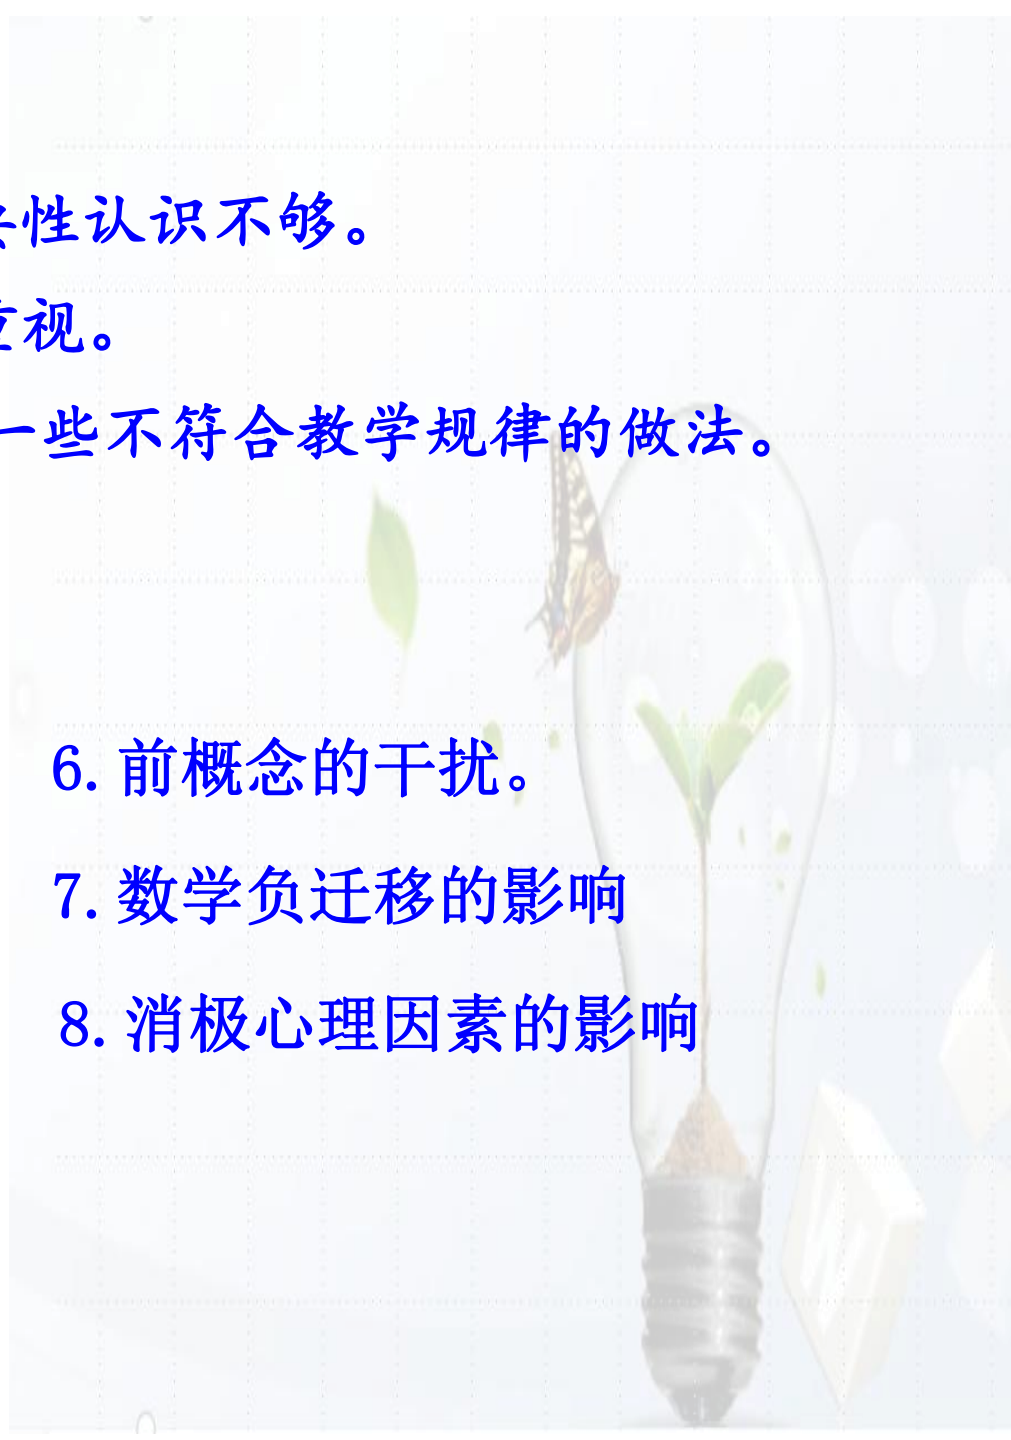 性认识不够。
视。
一些不符合教学规律的做法。
6.前概念的干扰。
7.数学负迁移的影响
8.消极心理因素的影响